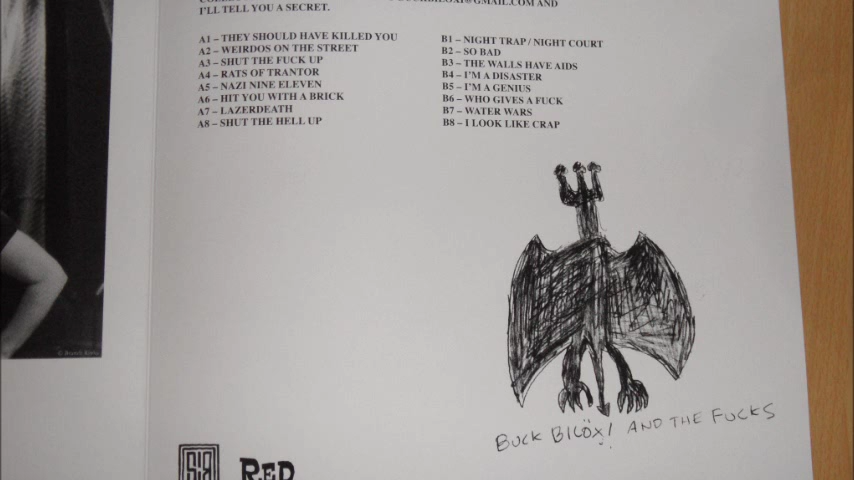 I'LL TELL YOU A SECRET.
A1 – THEY SHOULD HAVE KILLED YOU
A2 – WEIRDOS ON THE STREET
A3 – SHUT THE FUCK UP
A4 – RATS OF TRANTOR
A5 – NAZI NINE ELEVEN
A6 – HIT YOU WITH A BRICK
A7 – LAZERDEATH
A8 – SHUT THE HELL UP
B1 – NIGHT TRAP / NIGHT COURT
B2 – SO BAD
B3 – THE WALLS HAVE AIDS
B4 – I'M A DISASTER
B5 – I'M A GENIUS
B6 – WHO GIVES A FUCK
B7 – WATER WARS
B8 – I LOOK LIKE CRAP
BUCK BILÖX! AND THE FUCKS
RED